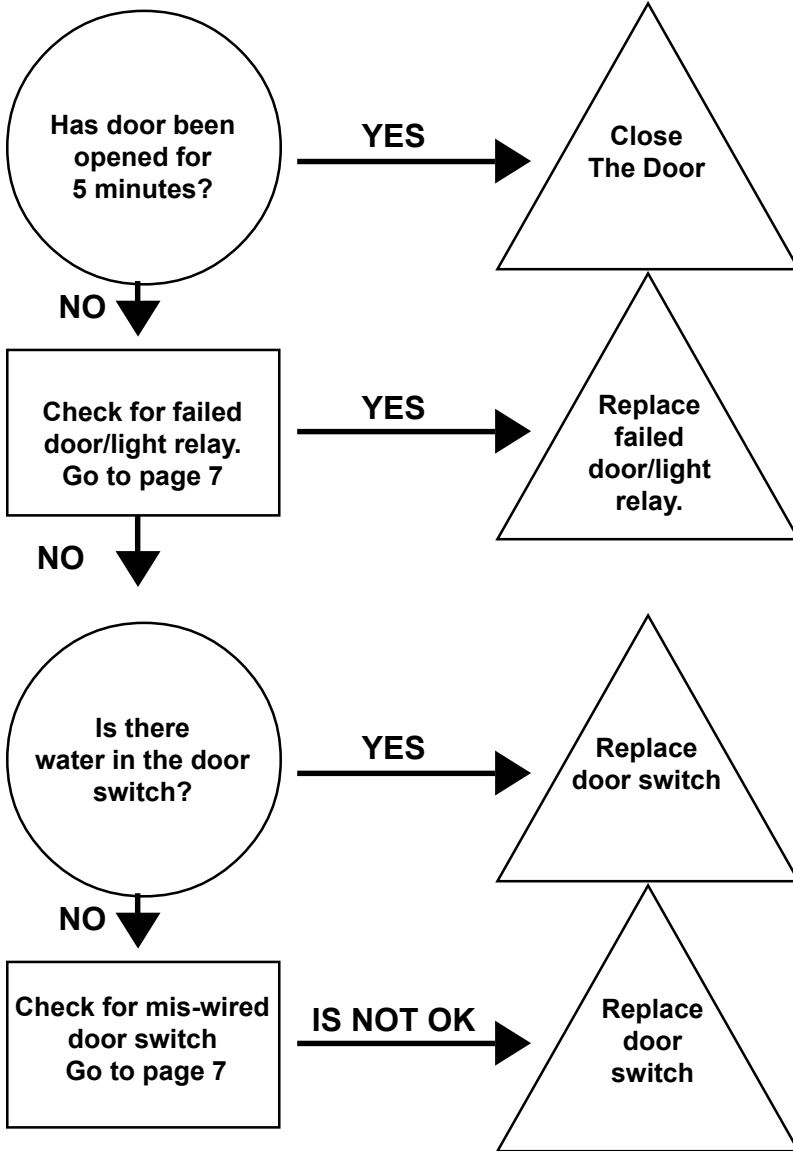 Has door been
opened for
5 minutes?
YES
Close
The Door
NO
Check for failed
door/light relay.
Go to page 7
YES
Replace
failed
door/light
relay.
NO
Is there
water in the door
switch?
YES
Replace
door switch
NO
Check for mis-wired
door switch
Go to page 7
IS NOT OK
Replace
door
switch